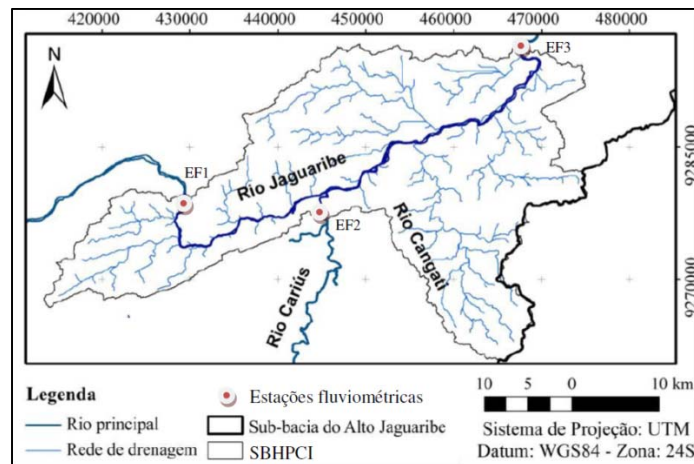 420000 430000 440000 450000 460000 470000 480000
EF3
N
9285000
EF1
Rio Jaguaribe
EF2
Rio Cangati
Rio Cariús
9270000
Legenda
Estações fluviométricas
10 5 0 10 km
Rio principal
Sub-bacia do Alto Jaguaribe
Sistema de Projeção: UTM
Rede de drenagem
SBHPCI
Datum: WGS84 - Zona: 24S